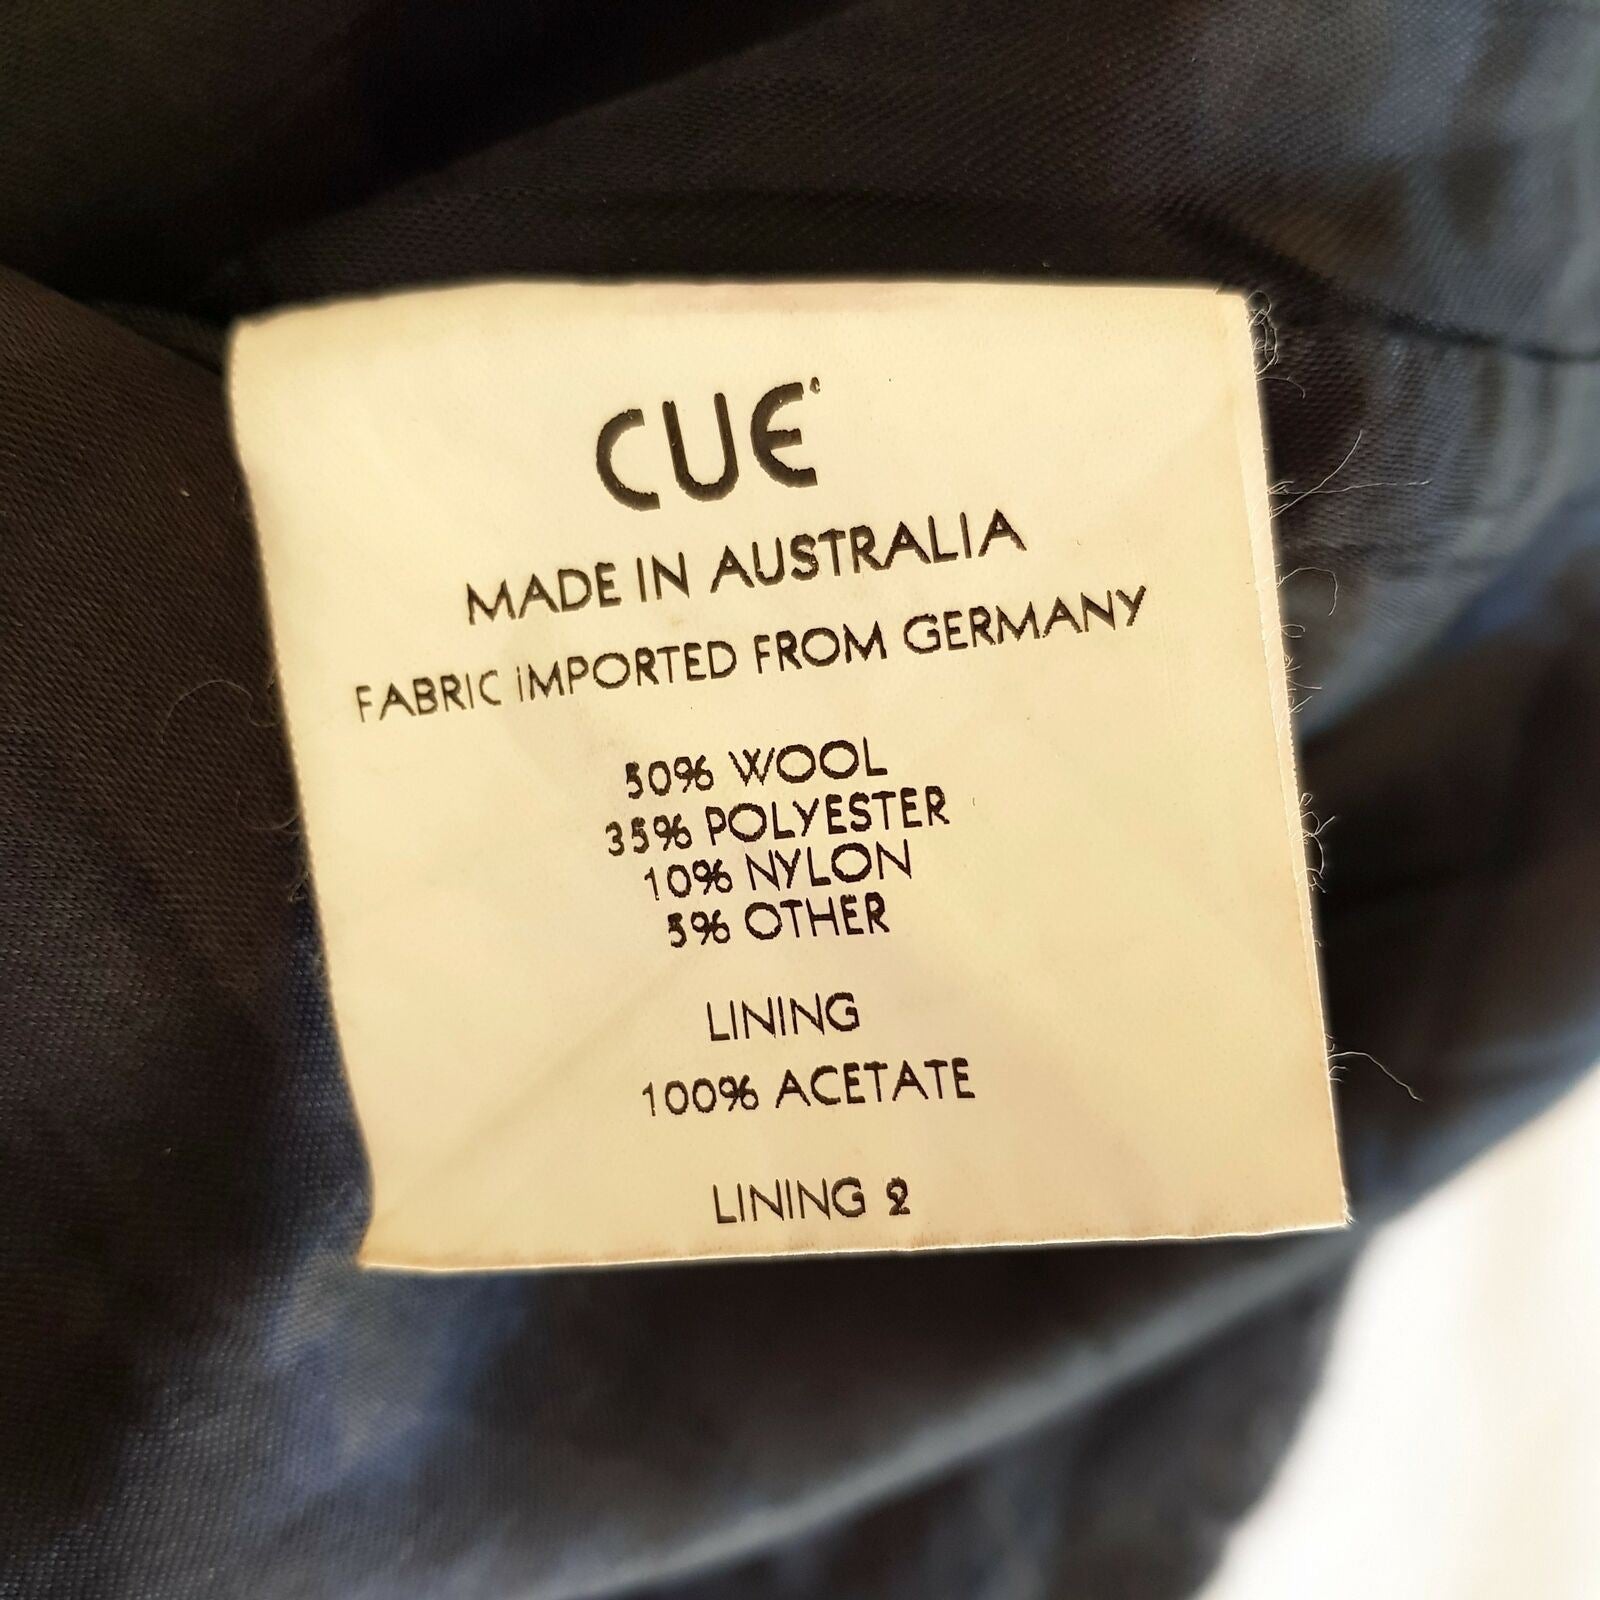 CUE
MADE IN AUSTRALIA
FABRIC iMPORTED FROM GERMANY
50% WOOL
35% POLYESTER
10% NYLON
5% OTHER
LINING
100% ACETATE
LINING 2